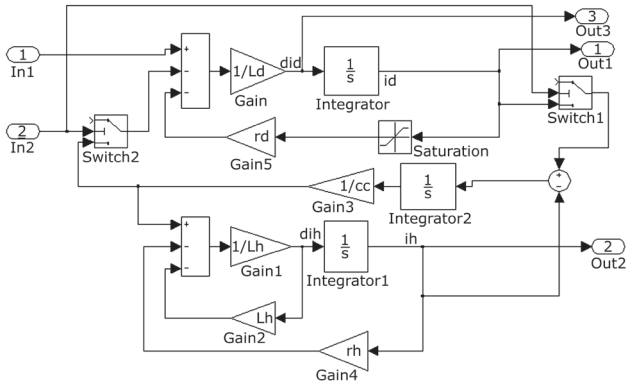 3
Out3
1
In1
+
-
-
1/Ld
Gain
did
1
s
Integrator
id
1
Out1
Switch1
2
In2
Switch2
rd
Gain5
Saturation
1/cc
Gain3
1
s
Integrator2
+
-
+
-
-
1/Lh
Gain1
dih
1
s
Integrator1
ih
2
Out2
Lh
Gain2
rh
Gain4